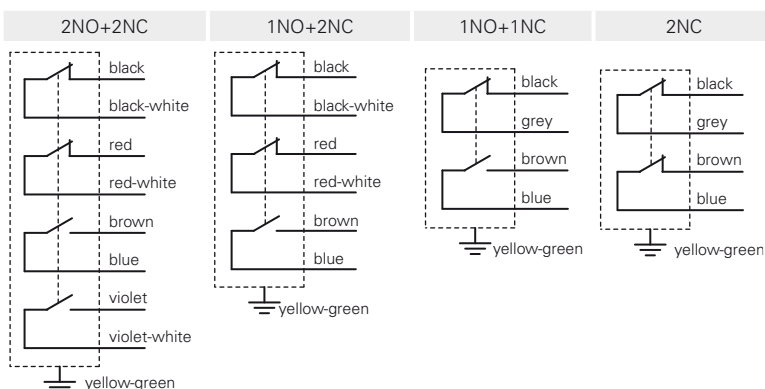 2NO+2NC
black
black-white
red
red-white
brown
blue
violet
violet-white
yellow-green
1NO+2NC
black
black-white
red
red-white
brown
blue
yellow-green
1NO+1NC
black
grey
brown
blue
yellow-green
2NC
black
grey
brown
blue
yellow-green